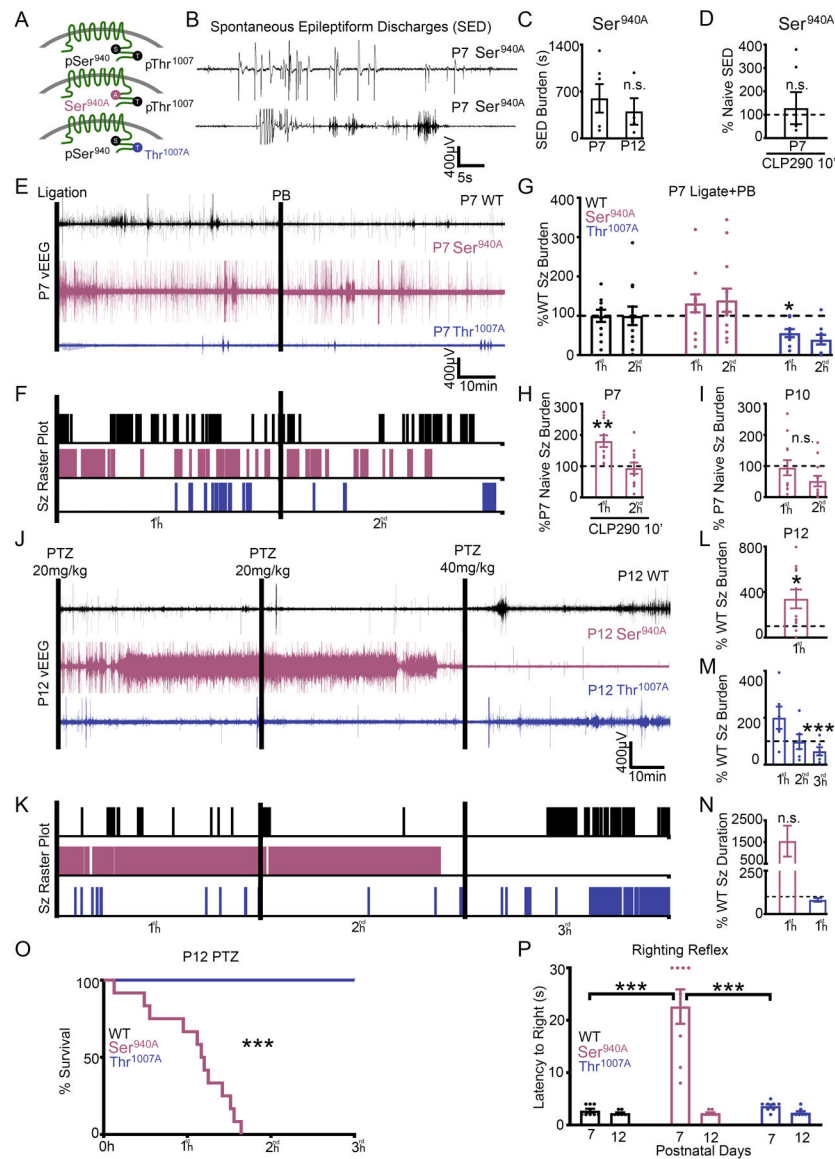 A
pSer940 S T pThr1007
Ser940A A T pThr1007
pSer940 S T Thr1007A
B Spontaneous Epileptiform Discharges (SED)
P7 Ser940A
P7 Ser940A
400μV
5s
C Ser940A
SED Burden (s)
1400
700
0
n.s.
P7 P12
D Ser940A
% Naive SED
400
300
200
100
0
n.s.
P7
CLP290 10'
E Ligation PB
P7 vEEG
P7 WT
P7 Ser940A
P7 Thr1007A
400μV
10min
F
Sz Raster Plot
1st h 2nd h
G P7 Ligate+PB
WT
Ser940A
Thr1007A
%WT Sz Burden
400
300
200
100
0
*
1st h 2nd h 1st h 2nd h 1st h 2nd h
H P7
%P7 Naive Sz Burden
300
200
100
0
**
1st h 2nd h
CLP290 10'
I P10
% P7 Naive Sz Burden
300
200
100
0
n.s.
1st h 2nd h
J PTZ 20mg/kg PTZ 20mg/kg PTZ 40mg/kg
P12 vEEG
P12 WT
P12 Ser940A
P12 Thr1007A
400μV
10min
K
Sz Raster Plot
1st h 2nd h 3rd h
L P12
% WT Sz Burden
800
400
0
*
1st h
M
% WT Sz Burden
400
200
0
***
1st h 2nd h 3rd h
N
% WT Sz Duration
2500
1500
500
250
0
n.s.
1st h 1st h
O P12 PTZ
% Survival
100
50
0
WT
Ser940A
Thr1007A
***
0h 1st h 2nd h 3rd h
P Righting Reflex
Latency to Right (s)
30
20
10
0
WT
Ser940A
Thr1007A
*** ***
7 12 7 12 7 12
Postnatal Days